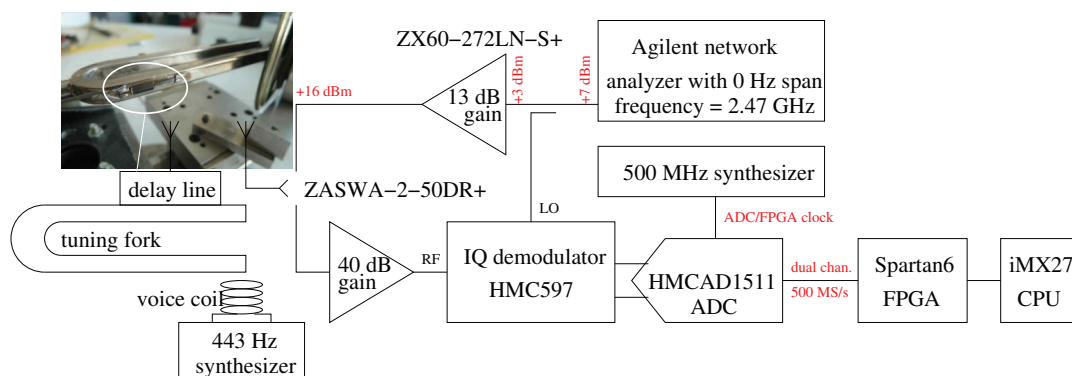 ZX60-272LN-S+
Agilent network
analyzer with 0 Hz span
frequency = 2.47 GHz
+16 dBm
13 dB
gain
+3 dBm
+7 dBm
500 MHz synthesizer
delay line
ZASWA-2-50DR+
LO
ADC/FPGA clock
tuning fork
40 dB
gain
RF
IQ demodulator
HMC597
HMCAD1511
ADC
dual chan.
500 MS/s
Spartan6
FPGA
iMX27
CPU
voice coil
443 Hz
synthesizer